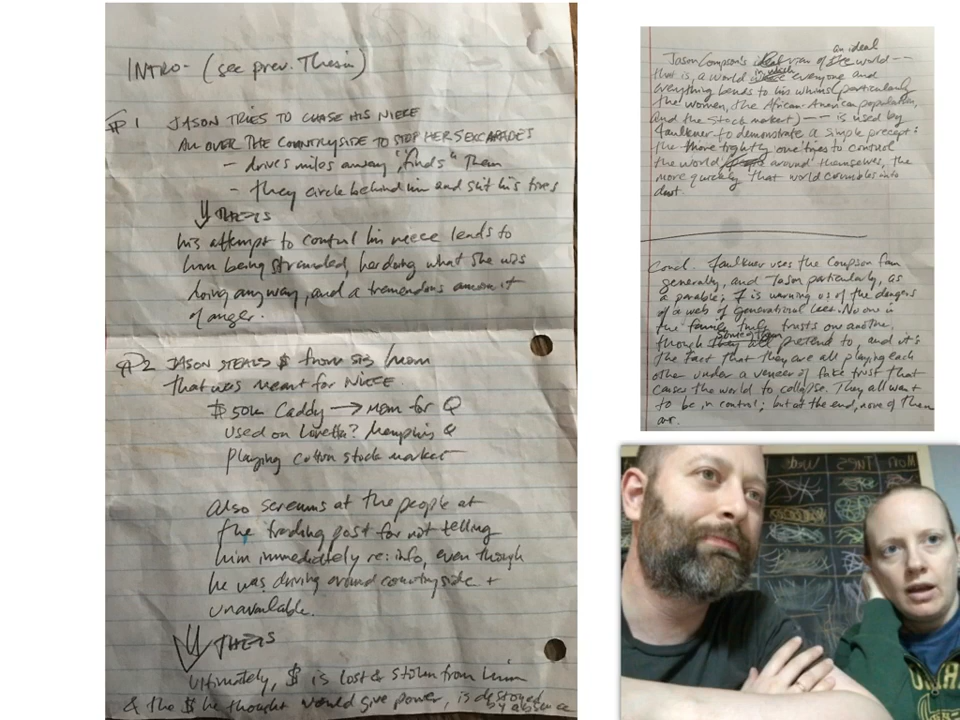 INTRO - (see prev. Thesis)
¶ 1 JASON TRIES TO CHASE HIS NIECE
ALL OVER THE COUNTRYSIDE TO STOP HER SEXCAPADES
- drives miles away, "finds" them
- they circle behind him and slit his tires
THESIS
his attempt to control his niece leads to
him being stranded, her doing what she was
doing anyway, and a tremendous amount
of anger.
¶ 2 JASON STEALS $ from sis/mom
that was meant for NIECE
$50k Caddy → mom for Q
used on Loretta? Memphis &
playing cotton stock market
Also screams at the people at
the trading post for not telling
him immediately re: info, even though
he was driving around countryside +
unavailable.
THESIS
Ultimately, $ is lost & stolen from him
& the $ he thought would give power, is destroyed
by absence
Jason Compson's view of an ideal world --
that is, a world in which everyone and
everything bends to his whims (particularly
the women, the African-American population,
and the stock market) -- is used by
Faulkner to demonstrate a simple precept:
the more tightly one tries to control
the world around themselves, the
more quickly that world crumbles into
dust.
Concl. Faulkner uses the Compson fam
generally, and Jason particularly, as
a parable; F is warning us of the dangers
of a web of generational lies. No one in
the family truly trusts one another,
though some of them pretend to, and it's
the fact that they are all playing each
other under a veneer of fake trust that
causes the world to collapse. They all want
to be in control; but at the end, none of them
are.
MON TUES Weds